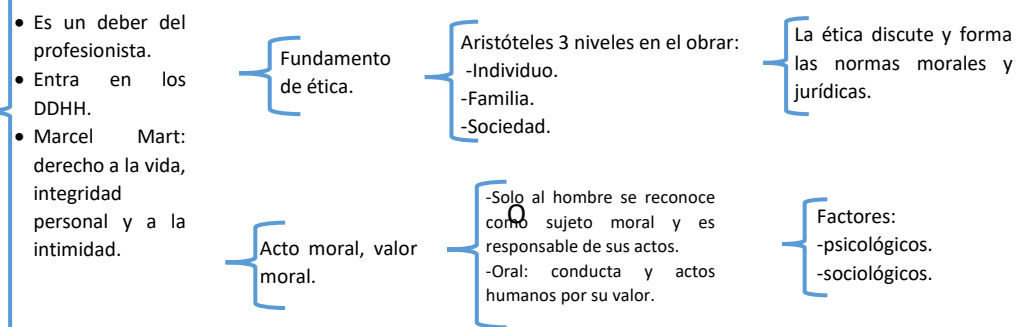 • Es un deber del
profesionista.
• Entra en los
DDHH.
• Marcel Mart:
derecho a la vida,
integridad
personal y a la
intimidad.
Fundamento
de ética.
Aristóteles 3 niveles en el obrar:
-Individuo.
-Familia.
-Sociedad.
La ética discute y forma
las normas morales y
jurídicas.
Acto moral, valor
moral.
-Solo al hombre se reconoce
como sujeto moral y es
responsable de sus actos.
-Oral: conducta y actos
humanos por su valor.
O
Factores:
-psicológicos.
-sociológicos.